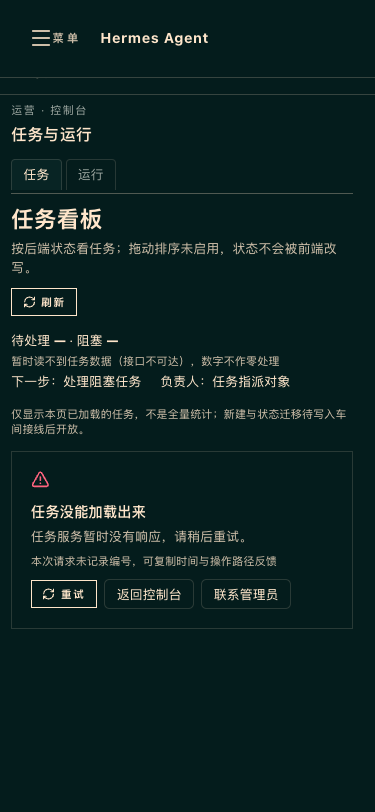 菜单 Hermes Agent
运营 · 控制台
任务与运行
任务 运行
任务看板
按后端状态看任务；拖动排序未启用，状态不会被前端改
写。
刷新
待处理 — · 阻塞 —
暂时读不到任务数据（接口不可达），数字不作零处理
下一步：处理阻塞任务 负责人：任务指派对象
仅显示本页已加载的任务，不是全量统计；新建与状态迁移待写入车
间接线后开放。
任务没能加载出来
任务服务暂时没有响应，请稍后重试。
本次请求未记录编号，可复制时间与操作路径反馈
重试 返回控制台 联系管理员